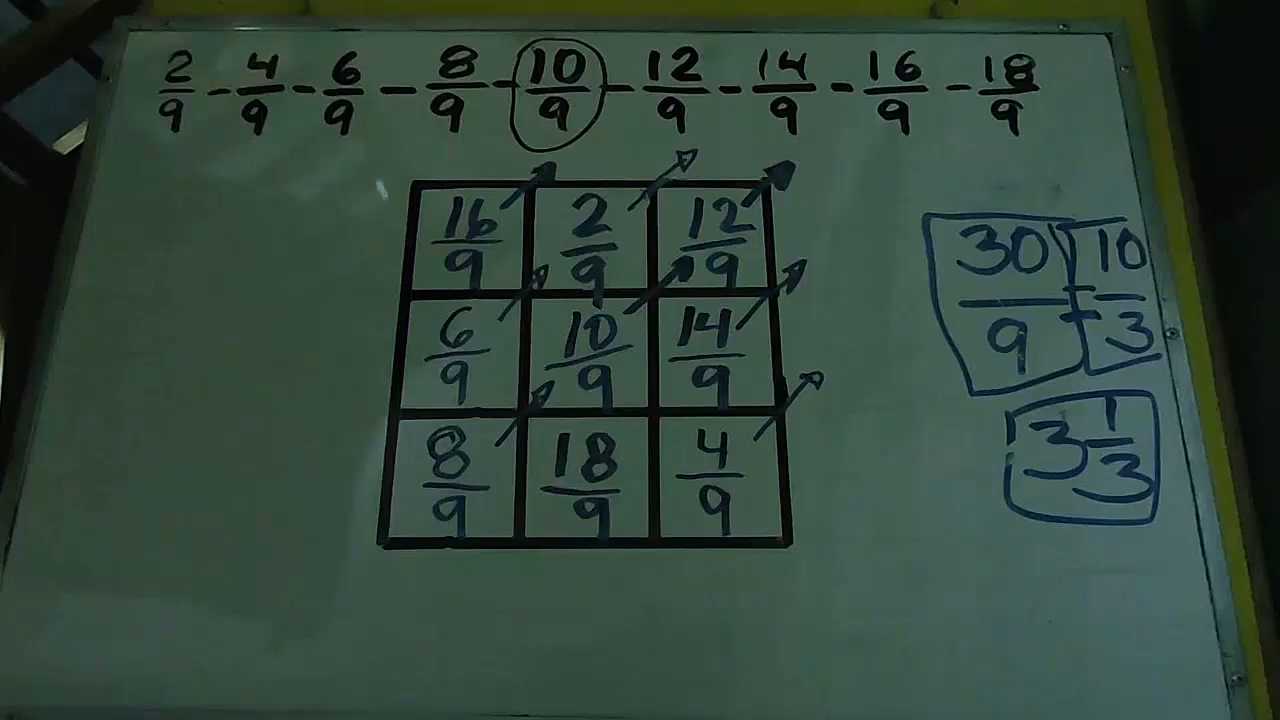 2/9 - 4/9 - 6/9 - 8/9 - 10/9 - 12/9 - 14/9 - 16/9 - 18/9
16/9 2/9 12/9
6/9 10/9 14/9
8/9 18/9 4/9
30/9 = 10/3
3 1/3